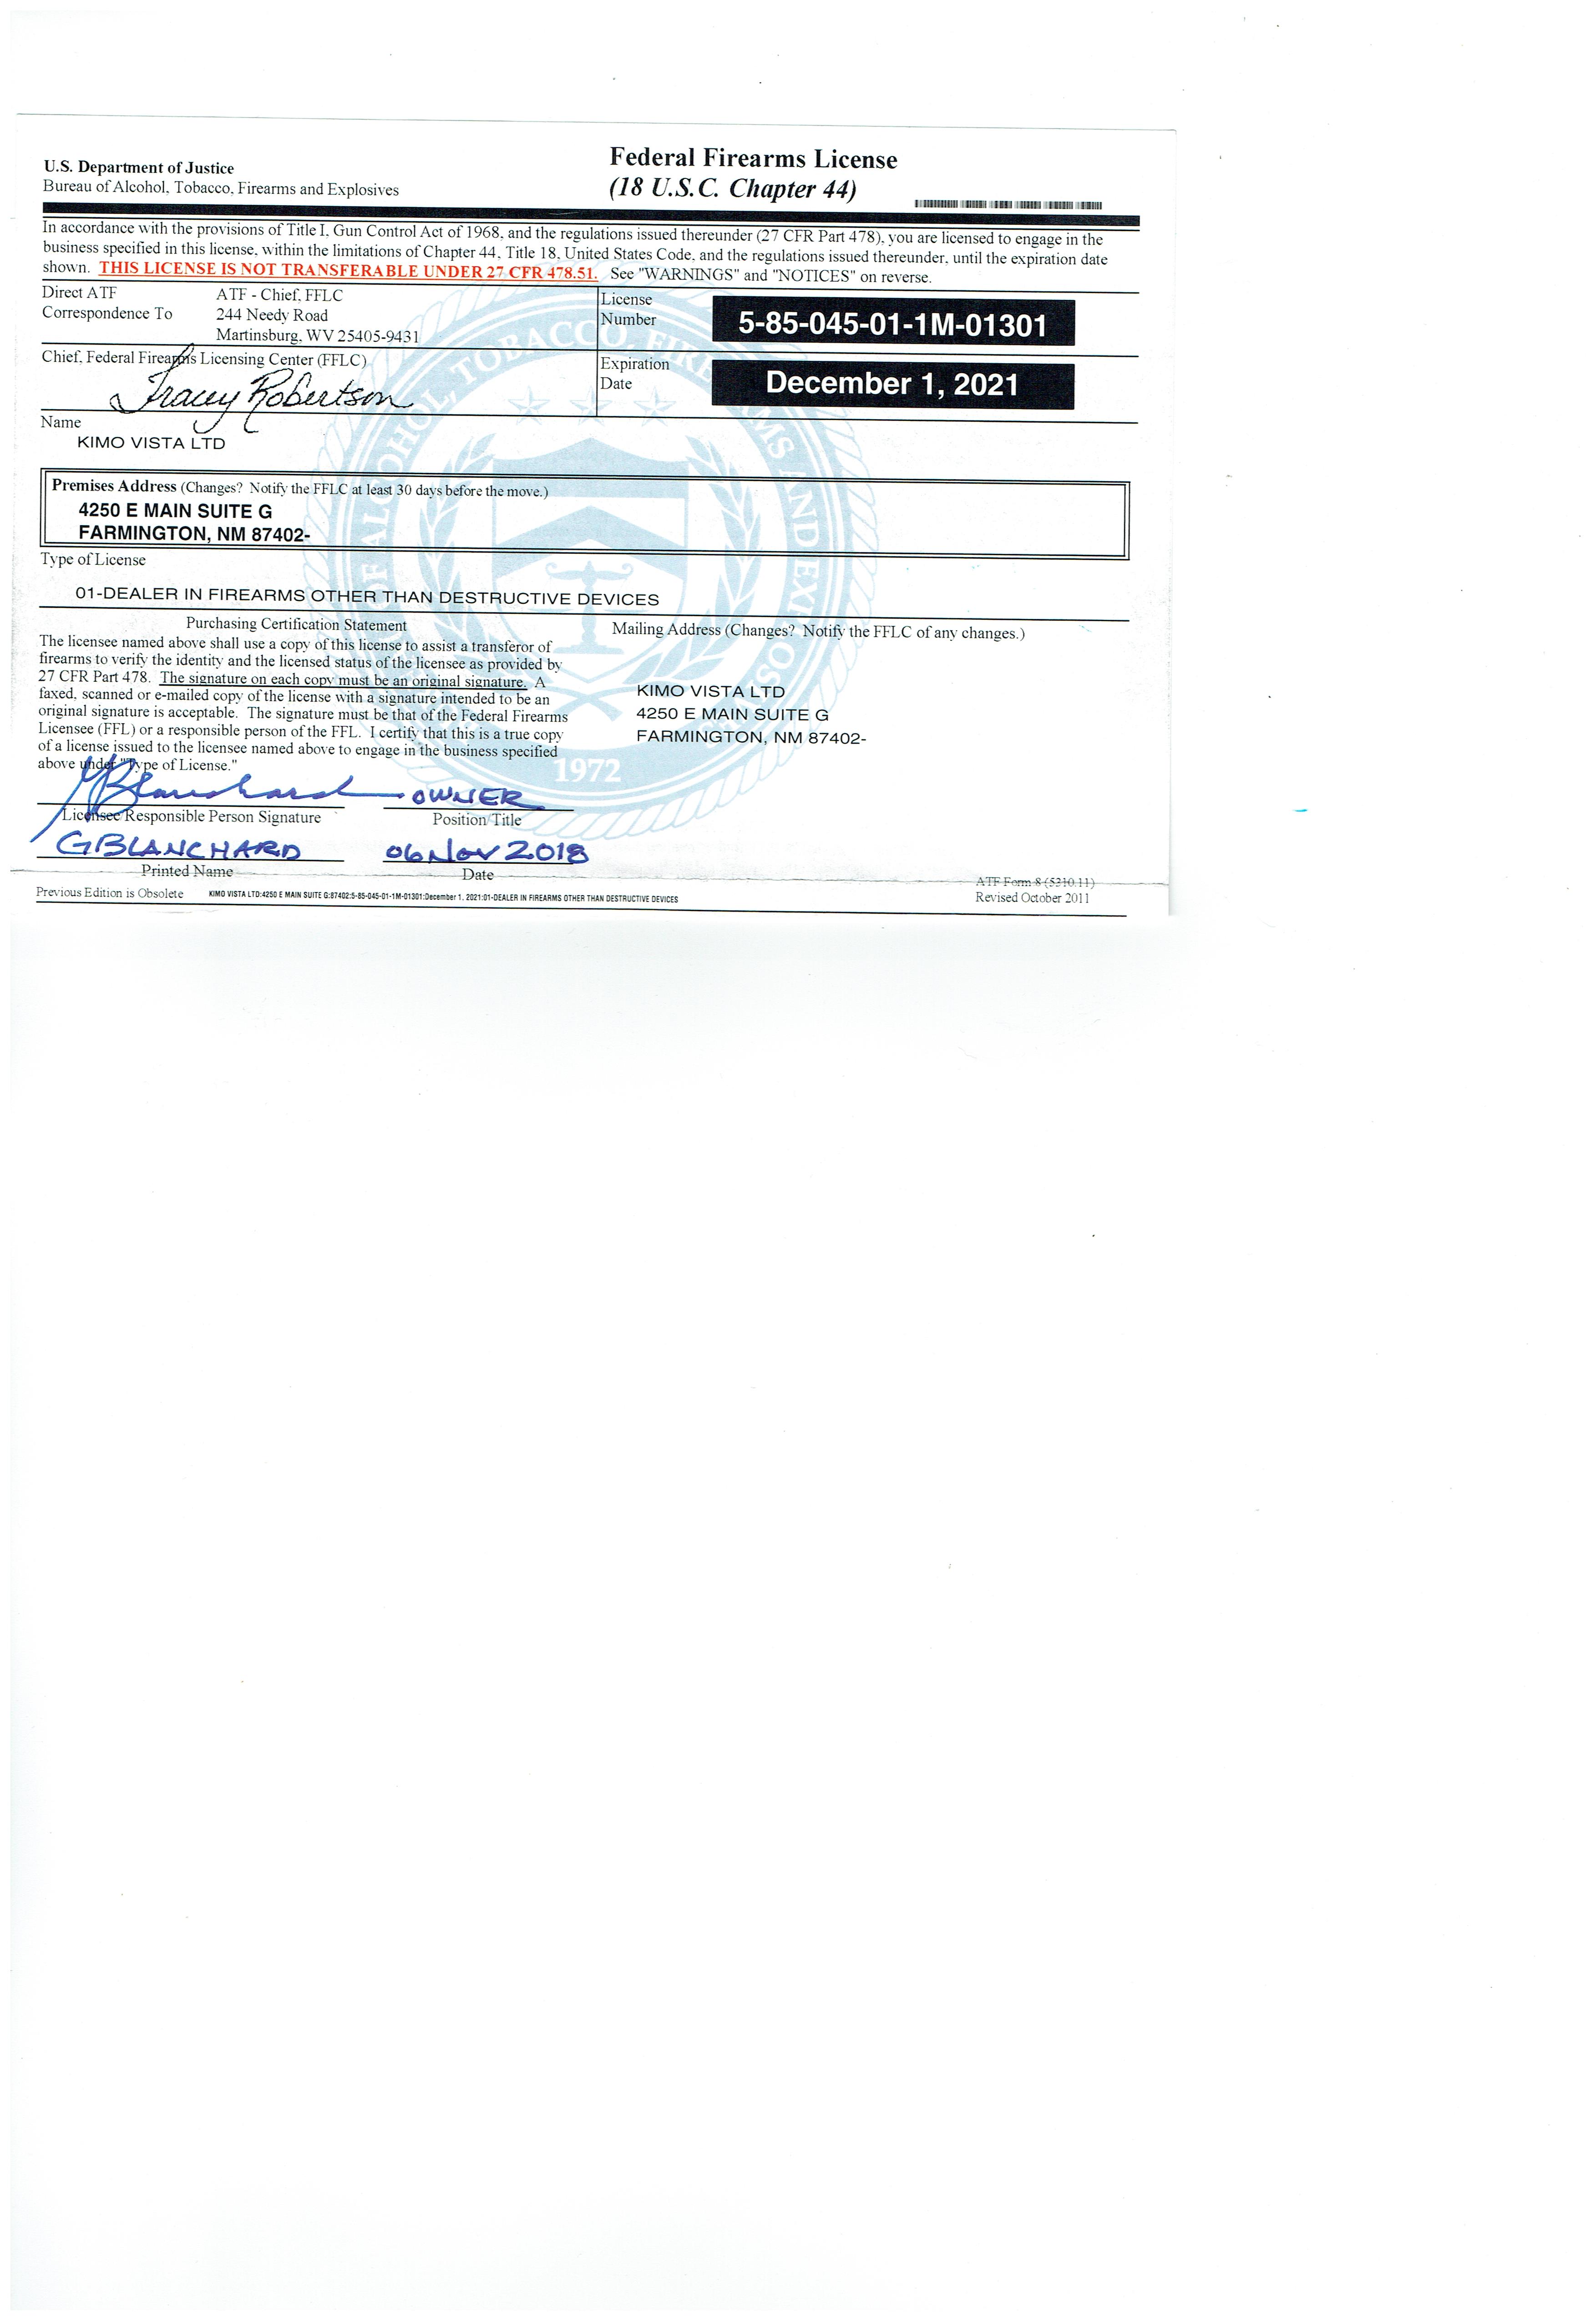 U.S. Department of Justice
Bureau of Alcohol, Tobacco, Firearms and Explosives
Federal Firearms License
(18 U.S.C. Chapter 44)
In accordance with the provisions of Title I, Gun Control Act of 1968, and the regulations issued thereunder (27 CFR Part 478), you are licensed to engage in the
business specified in this license, within the limitations of Chapter 44, Title 18, United States Code, and the regulations issued thereunder, until the expiration date
shown. THIS LICENSE IS NOT TRANSFERABLE UNDER 27 CFR 478.51. See "WARNINGS" and "NOTICES" on reverse.
Direct ATF
Correspondence To
ATF - Chief, FFLC
244 Needy Road
Martinsburg, WV 25405-9431
License
Number
5-85-045-01-1M-01301
Chief, Federal Firearms Licensing Center (FFLC)
Tracey Robertson
Expiration
Date
December 1, 2021
Name
KIMO VISTA LTD
Premises Address (Changes? Notify the FFLC at least 30 days before the move.)
4250 E MAIN SUITE G
FARMINGTON, NM 87402-
Type of License
01-DEALER IN FIREARMS OTHER THAN DESTRUCTIVE DEVICES
Purchasing Certification Statement
The licensee named above shall use a copy of this license to assist a transferor of
firearms to verify the identity and the licensed status of the licensee as provided by
27 CFR Part 478. The signature on each copy must be an original signature. A
faxed, scanned or e-mailed copy of the license with a signature intended to be an
original signature is acceptable. The signature must be that of the Federal Firearms
Licensee (FFL) or a responsible person of the FFL. I certify that this is a true copy
of a license issued to the licensee named above to engage in the business specified
above under "Type of License."
Mailing Address (Changes? Notify the FFLC of any changes.)
KIMO VISTA LTD
4250 E MAIN SUITE G
FARMINGTON, NM 87402-
1972
GBlanchard
OWNER
Licensee/Responsible Person Signature
Position/Title
G BLANCHARD
06 Nov 2018
Printed Name
Date
Previous Edition is Obsolete
KIMO VISTA LTD:4250 E MAIN SUITE G:87402:5-85-045-01-1M-01301:December 1, 2021:01-DEALER IN FIREARMS OTHER THAN DESTRUCTIVE DEVICES
ATF Form 8 (5310.11)
Revised October 2011